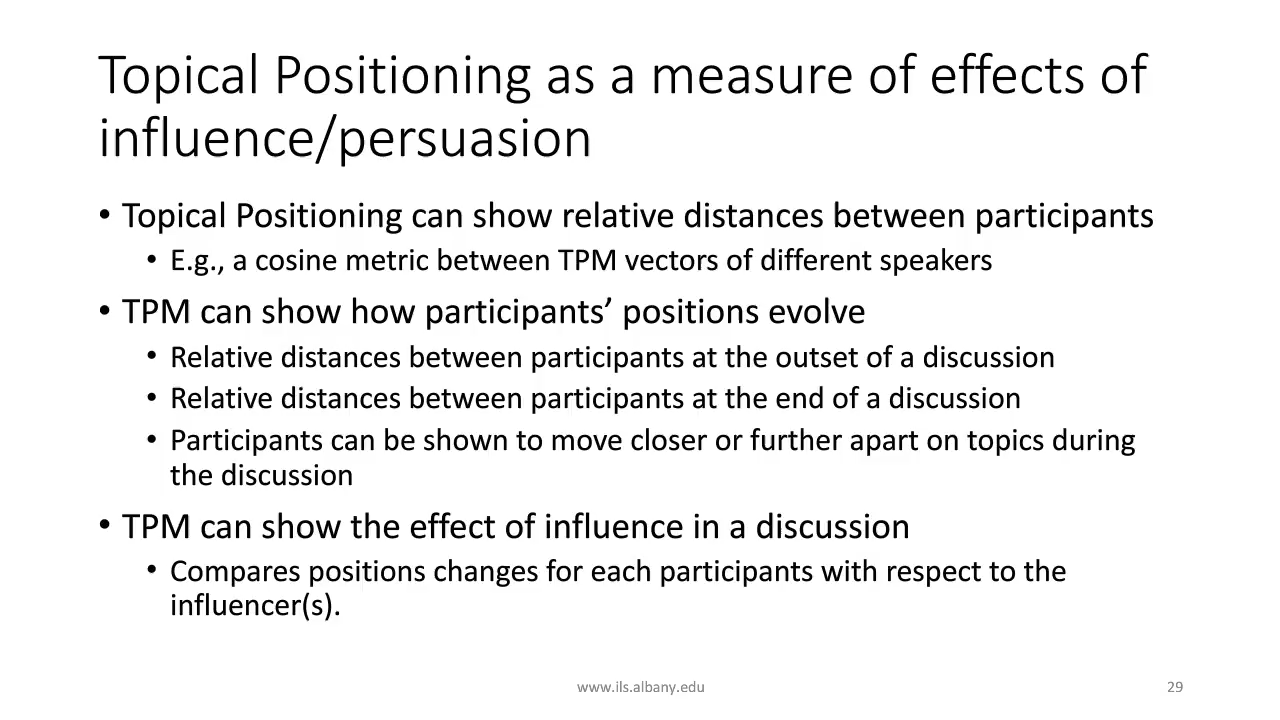 Topical Positioning as a measure of effects of
influence/persuasion
• Topical Positioning can show relative distances between participants
• E.g., a cosine metric between TPM vectors of different speakers
• TPM can show how participants’ positions evolve
• Relative distances between participants at the outset of a discussion
• Relative distances between participants at the end of a discussion
• Participants can be shown to move closer or further apart on topics during
the discussion
• TPM can show the effect of influence in a discussion
• Compares positions changes for each participants with respect to the
influencer(s).
www.ils.albany.edu
29